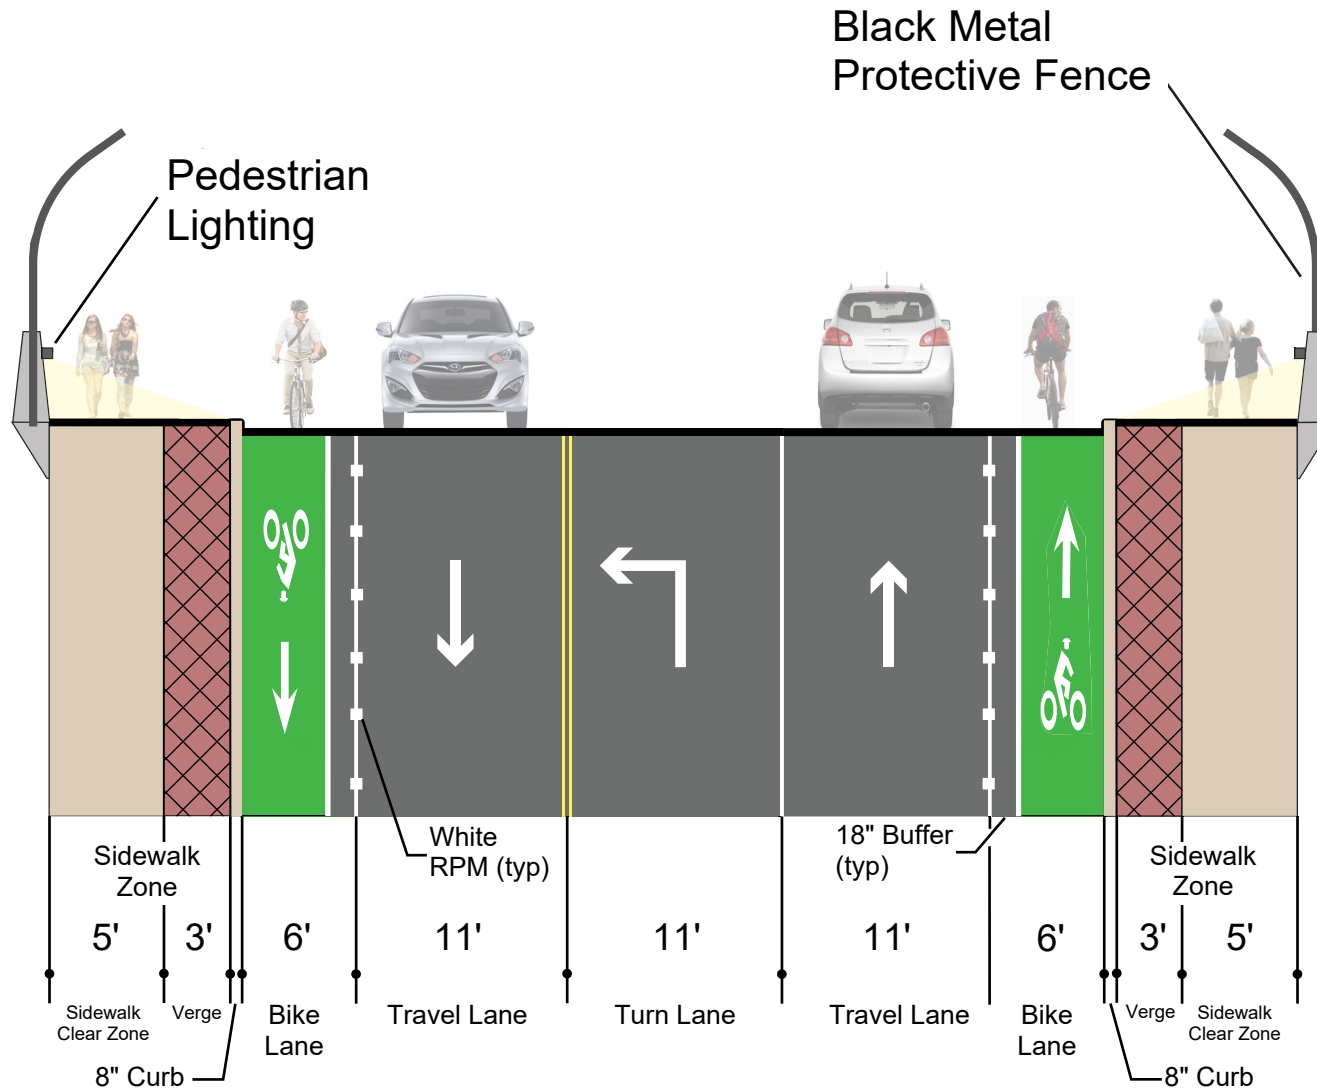 Black Metal
Protective Fence
Pedestrian
Lighting
White
RPM (typ)
18" Buffer
(typ)
Sidewalk
Zone
Sidewalk
Zone
5'
3'
6'
11'
11'
11'
6'
3'
5'
Sidewalk
Clear Zone
Verge
Bike
Lane
Travel Lane
Turn Lane
Travel Lane
Bike
Lane
Verge
Sidewalk
Clear Zone
8" Curb
8" Curb